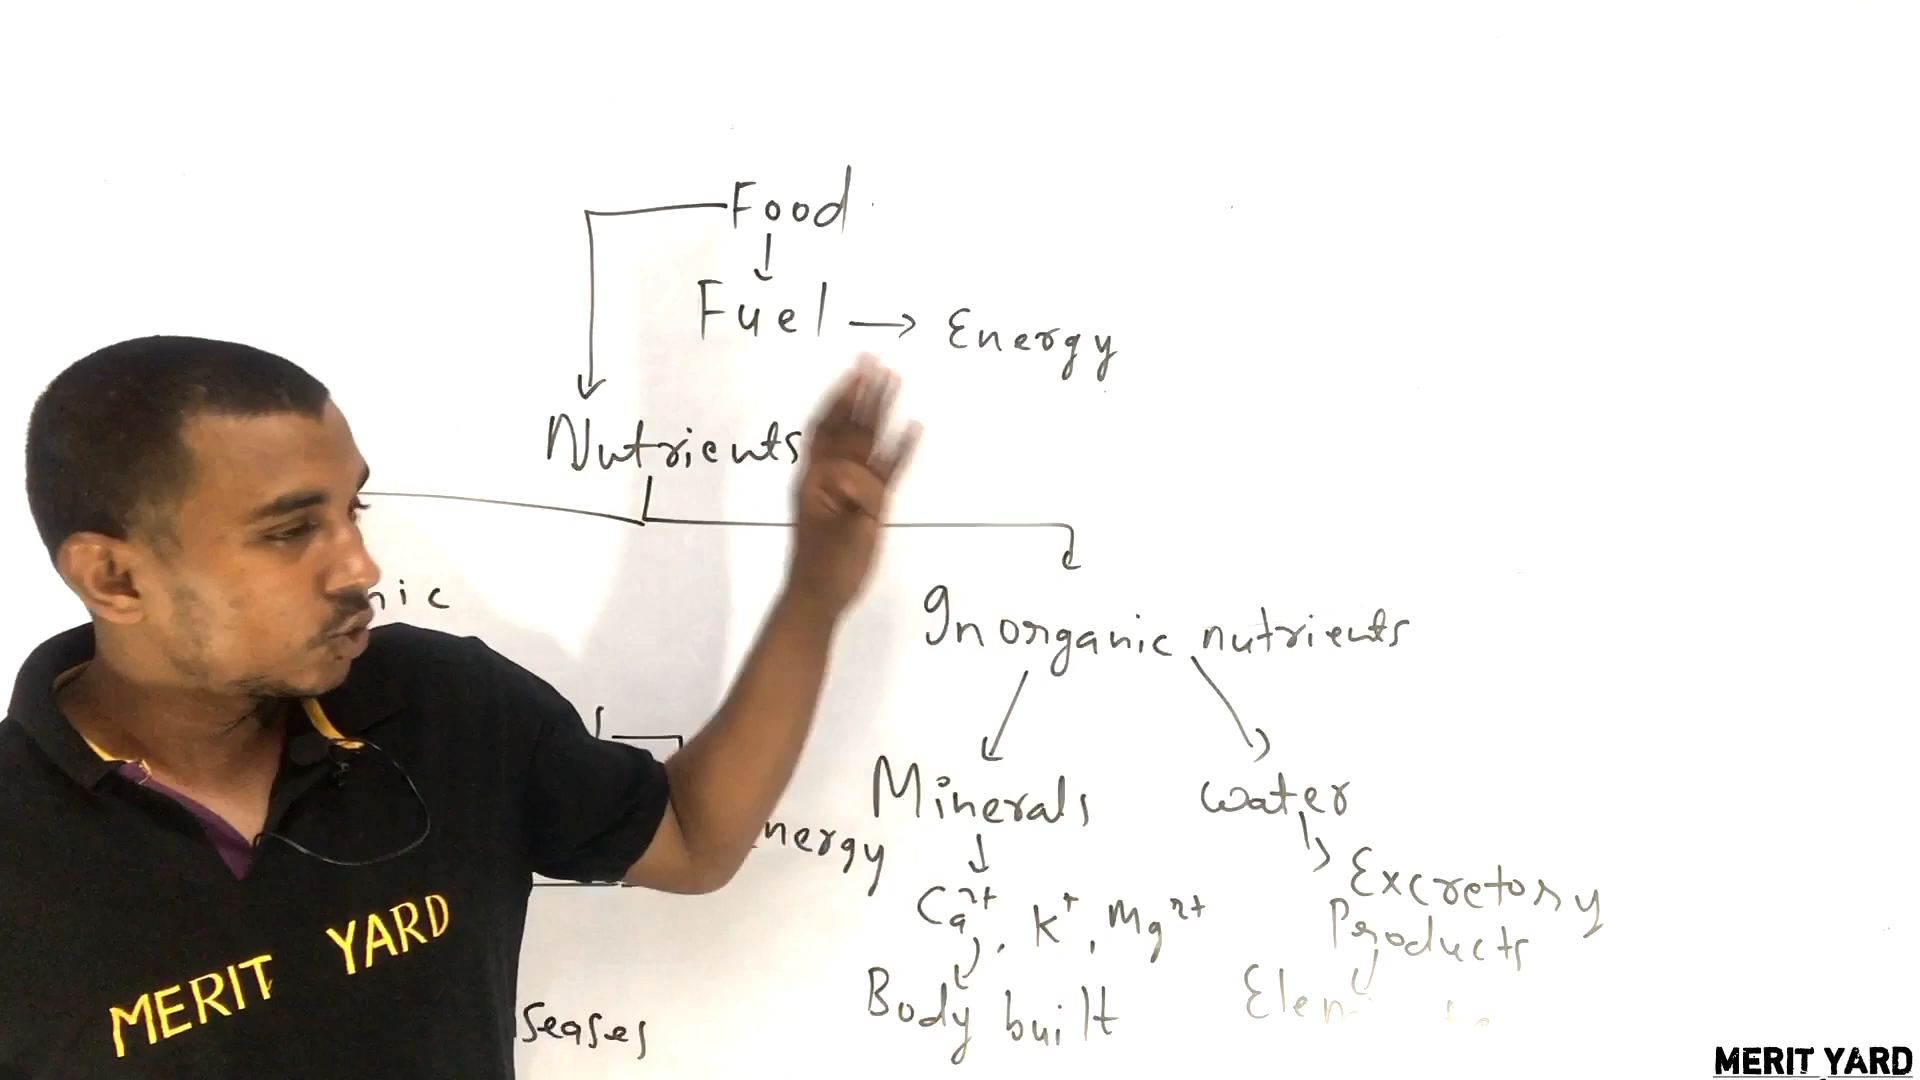 Food
Fuel → Energy
Nutrients
nic
Inorganic nutrients
Minerals
water
nergy
Ca²⁺, K⁺, Mg²⁺
Excretory
Products
Body built
seases
MERIT YARD
MERIT YARD